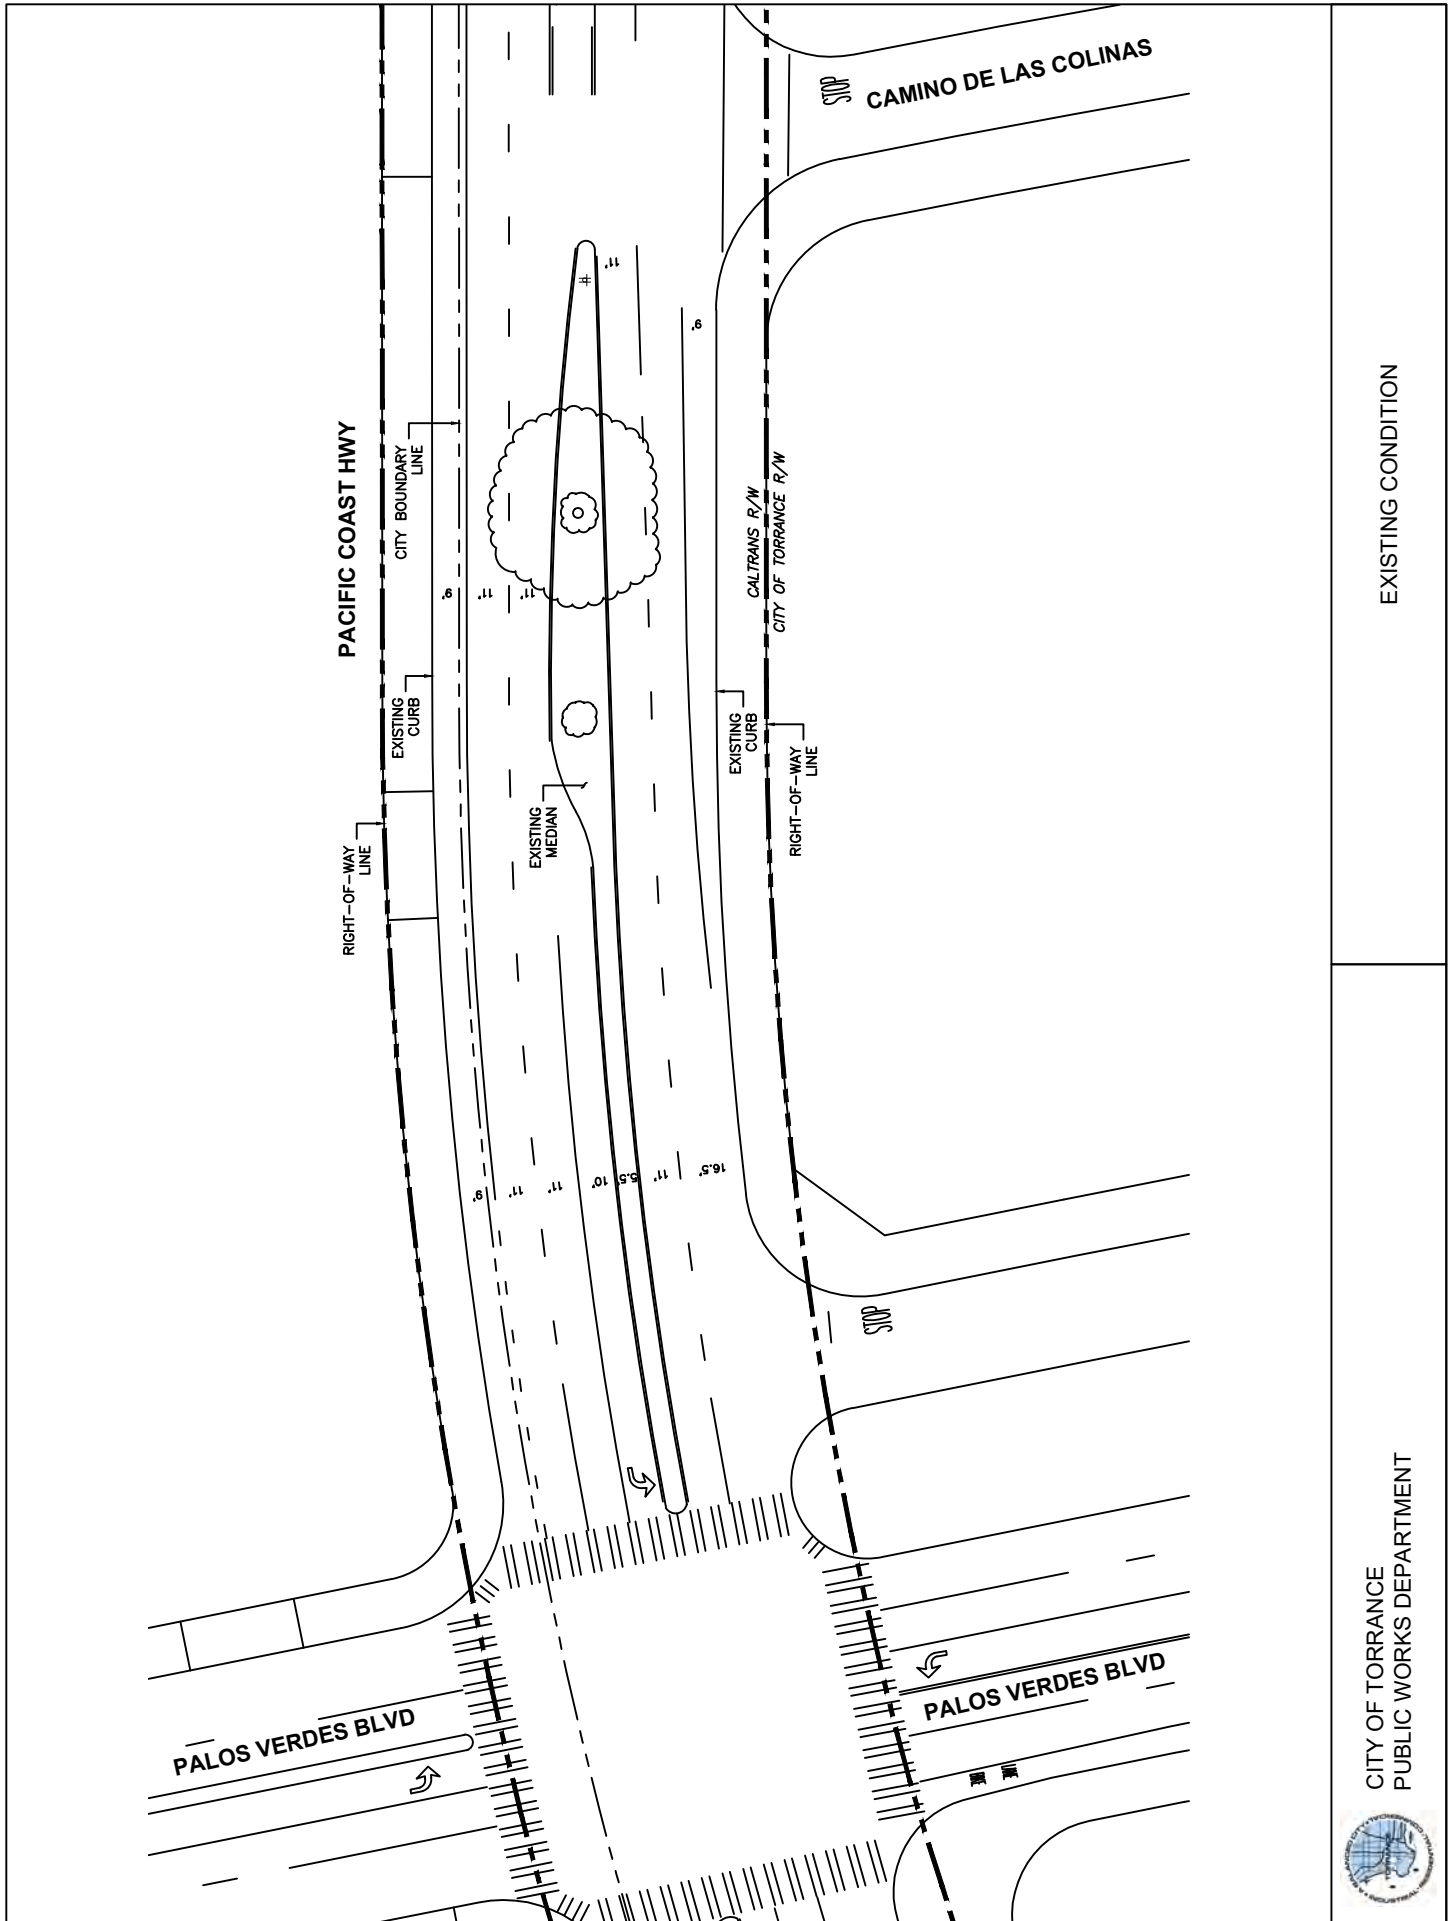 PACIFIC COAST HWY
CAMINO DE LAS COLINAS
STOP
11'
9'
CITY BOUNDARY
LINE
CALTRANS R/W
CITY OF TORRANCE R/W
9'
11'
11'
EXISTING
CURB
EXISTING
CURB
RIGHT-OF-WAY
LINE
EXISTING
MEDIAN
RIGHT-OF-WAY
LINE
9'
11'
11'
10'
5.5'
11'
16.5'
STOP
PALOS VERDES BLVD
PALOS VERDES BLVD
EXISTING CONDITION
CITY OF TORRANCE
PUBLIC WORKS DEPARTMENT